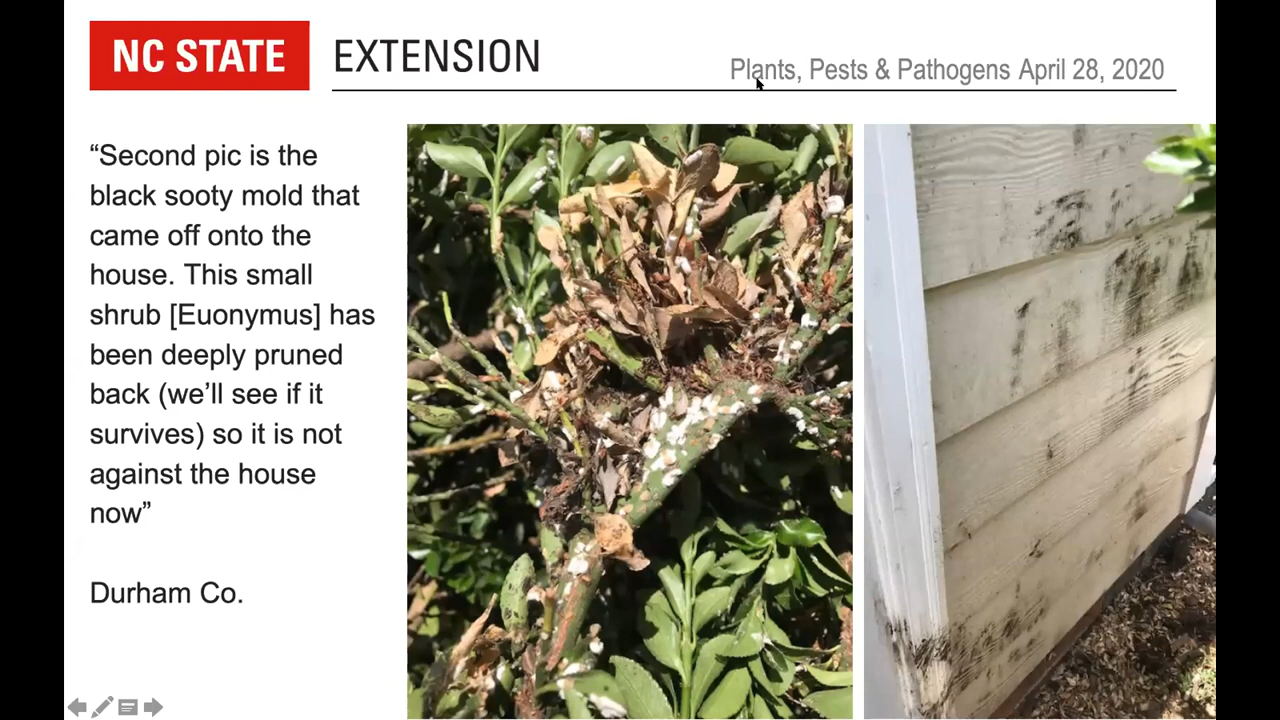 NC STATE EXTENSION
Plants, Pests & Pathogens April 28, 2020
“Second pic is the
black sooty mold that
came off onto the
house. This small
shrub [Euonymus] has
been deeply pruned
back (we’ll see if it
survives) so it is not
against the house
now”
Durham Co.